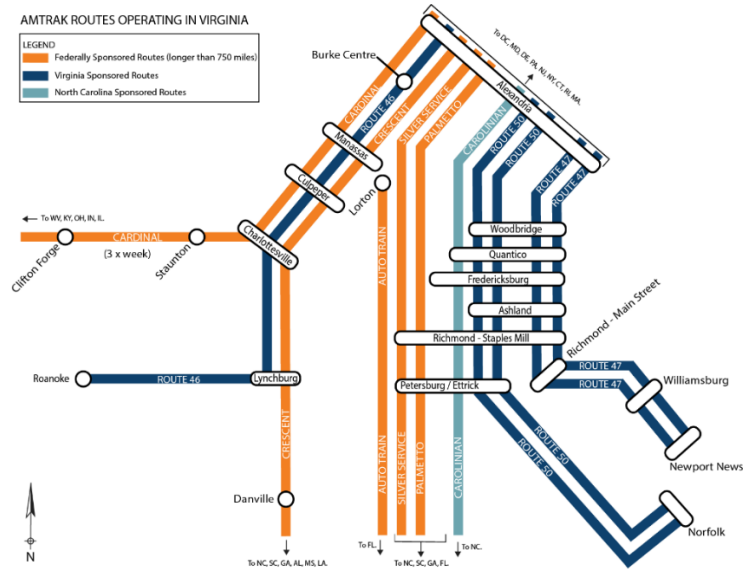 AMTRAK ROUTES OPERATING IN VIRGINIA
LEGEND
Federally Sponsored Routes (longer than 750 miles)
Virginia Sponsored Routes
North Carolina Sponsored Routes
Burke Centre
To DC, MD, DE, PA, NJ, NY, CT, RI, MA.
Alexandria
CARDINAL
ROUTE 46
CRESCENT
SILVER SERVICE
PALMETTO
CAROLINIAN
ROUTE 50
ROUTE 50
ROUTE 47
ROUTE 47
Manassas
Culpeper
Lorton
Charlottesville
To WV, KY, OH, IN, IL.
CARDINAL
(3 x week)
Clifton Forge
Staunton
AUTO TRAIN
Woodbridge
Quantico
Fredericksburg
Ashland
Richmond - Staples Mill
Richmond - Main Street
Roanoke
ROUTE 46
Lynchburg
Petersburg / Ettrick
ROUTE 47
ROUTE 47
Williamsburg
Newport News
CRESCENT
AUTO TRAIN
SILVER SERVICE
PALMETTO
CAROLINIAN
ROUTE 50
ROUTE 50
Danville
Norfolk
N
To NC, SC, GA, AL, MS, LA.
To FL.
To NC, SC, GA, FL.
To NC.